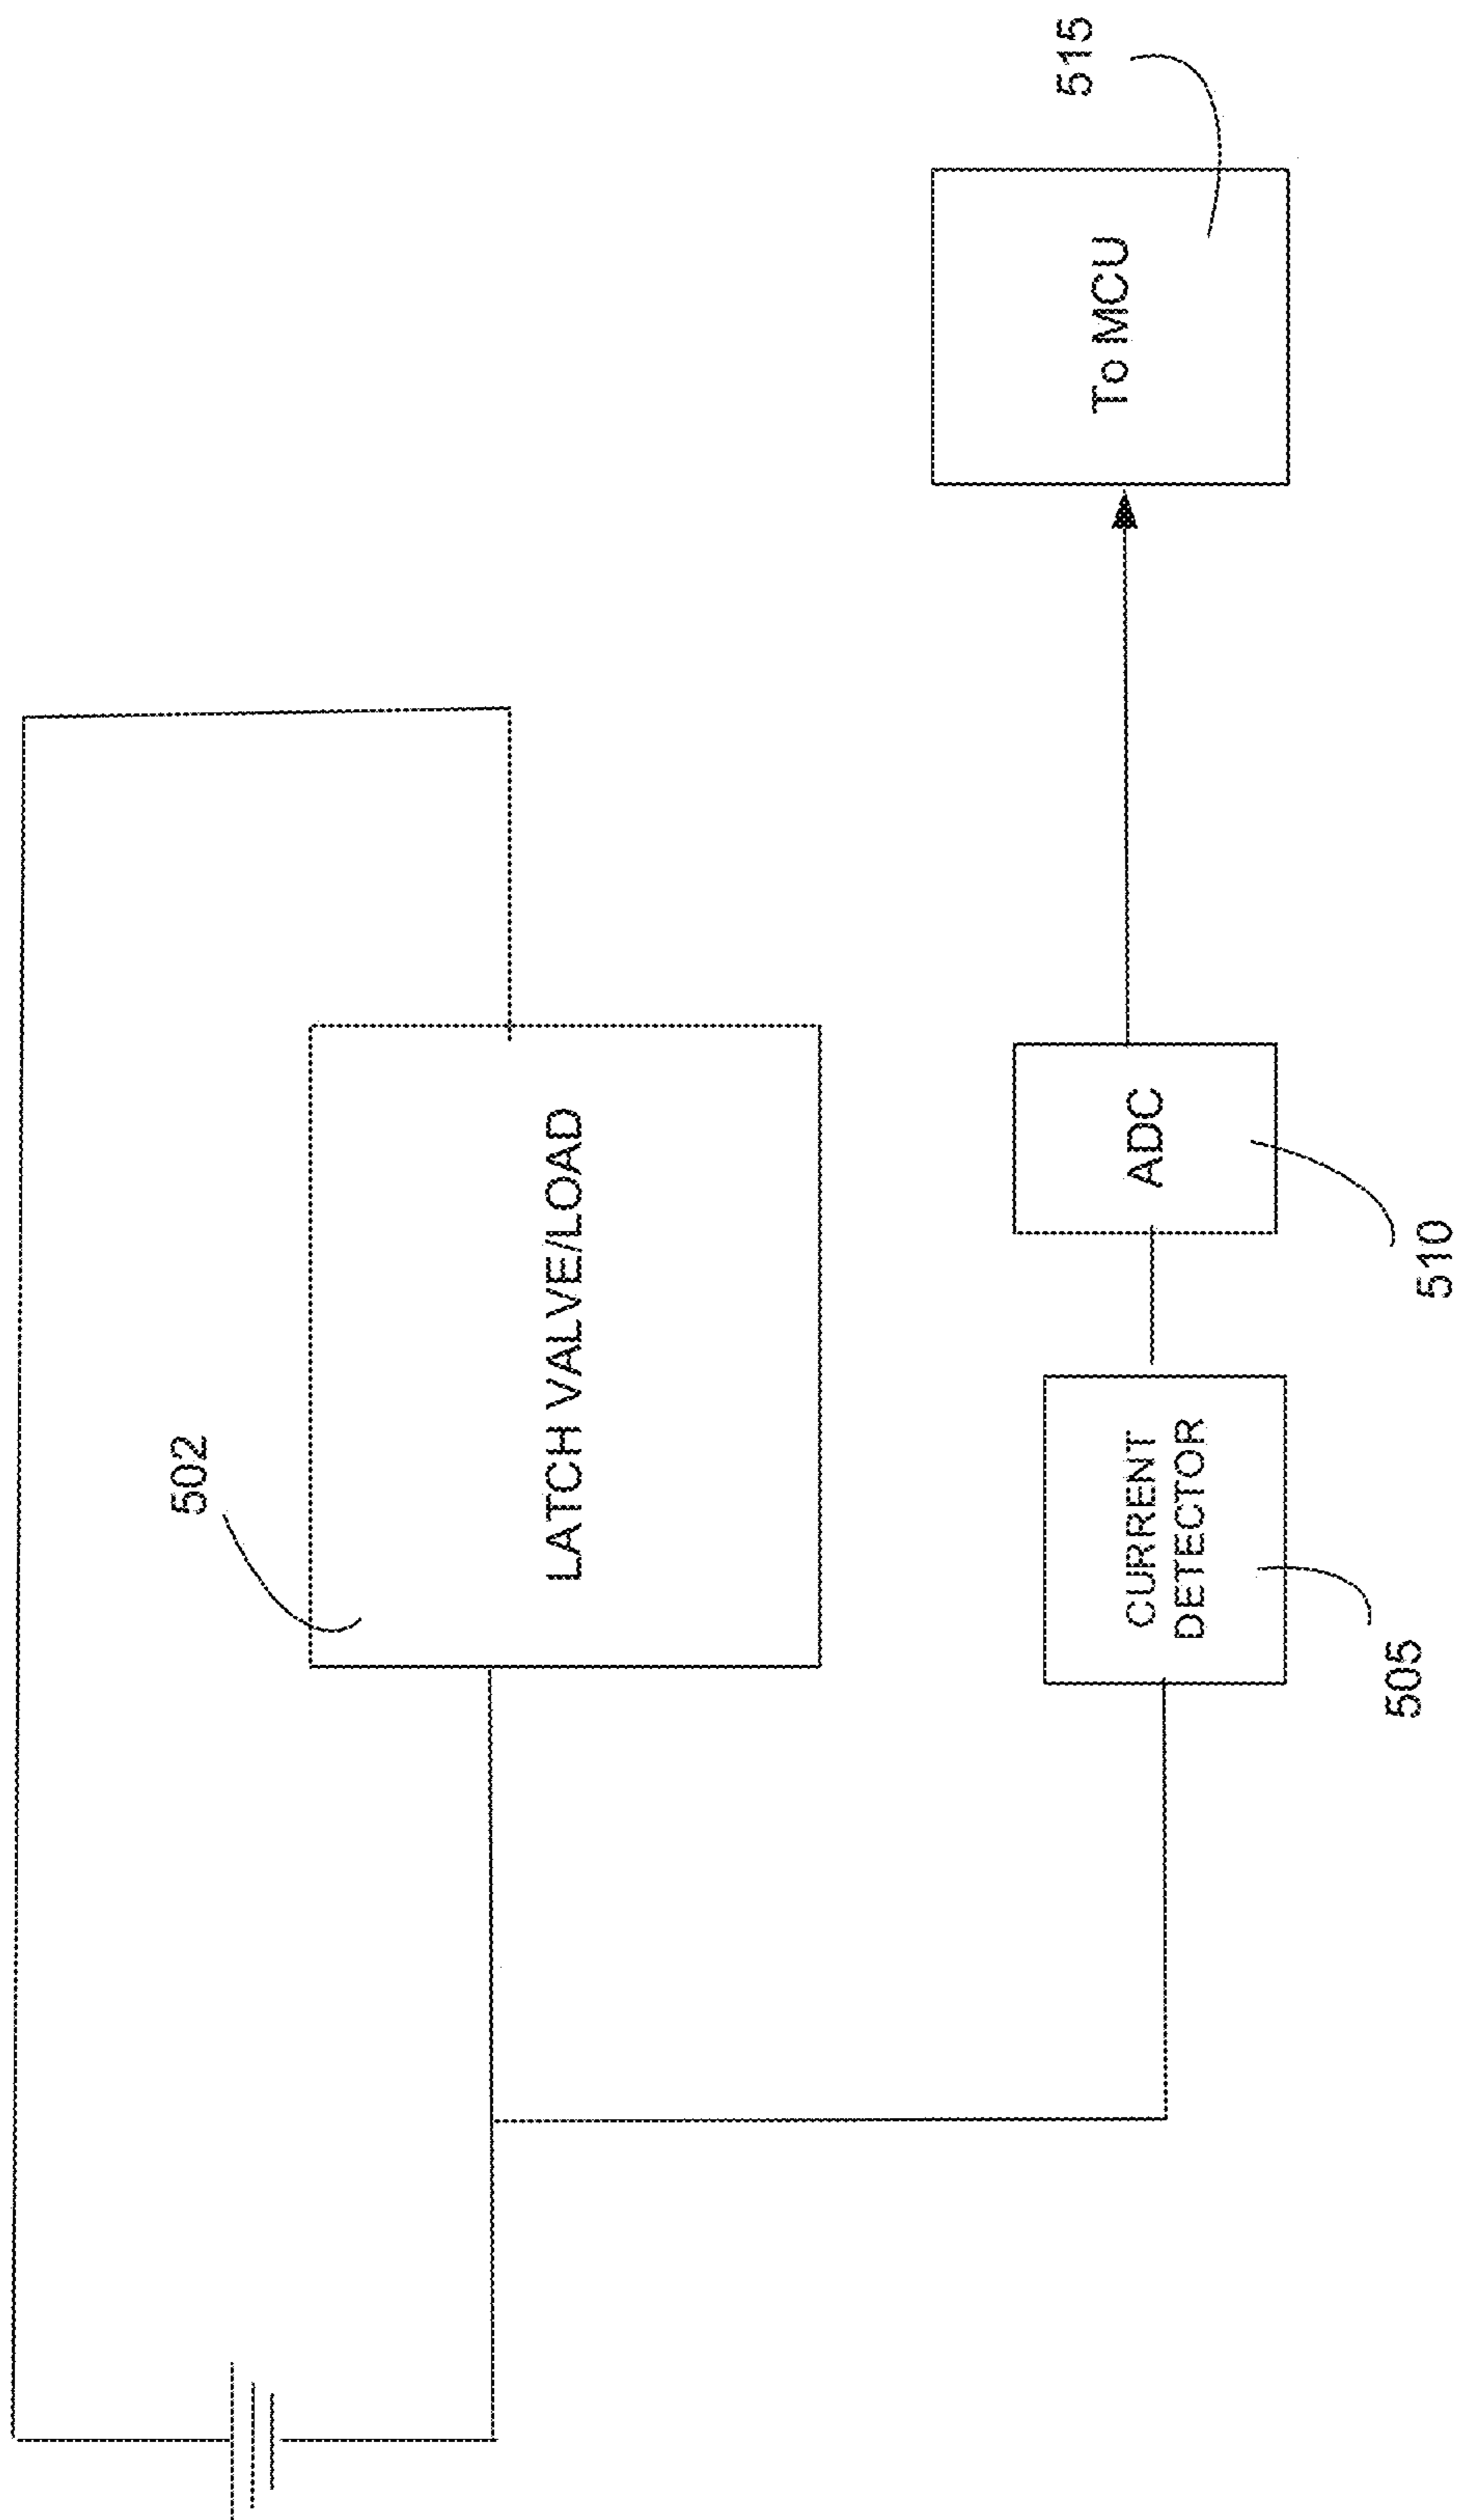 502
LATCH VALVE/LOAD
515
To MCU
CURRENT
DETECTOR
ADC
505
510